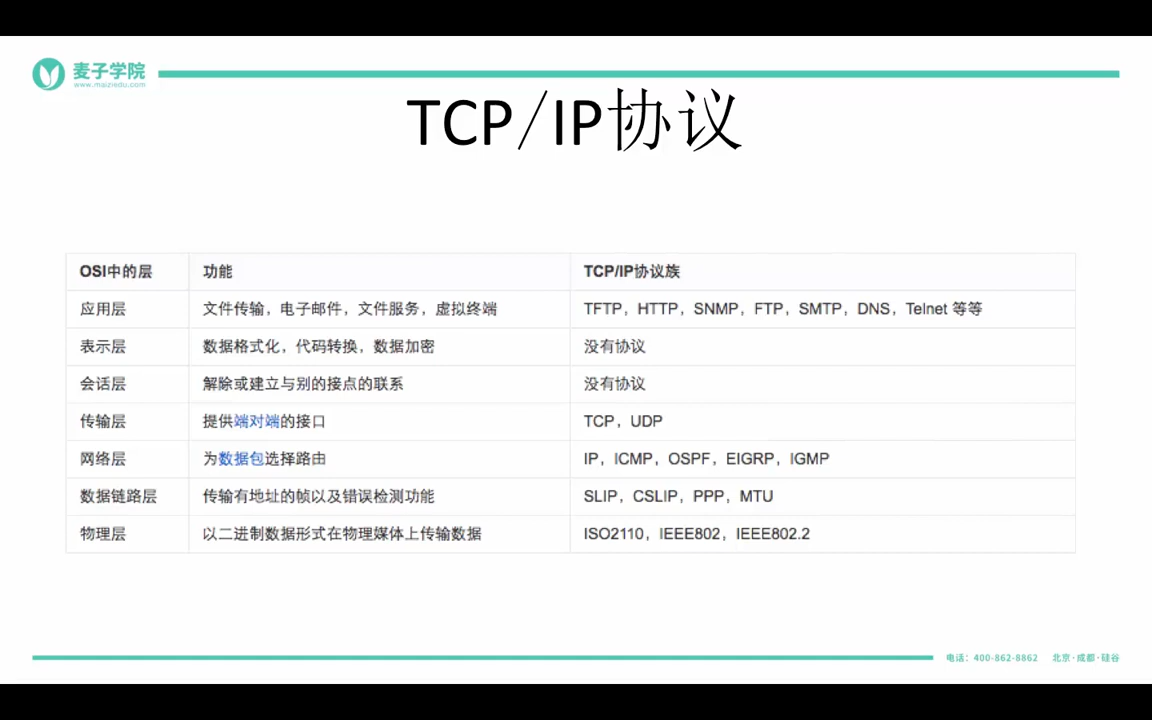 麦子学院
www.maiziedu.com
TCP/IP协议
OSI中的层 功能 TCP/IP协议族
应用层 文件传输，电子邮件，文件服务，虚拟终端 TFTP，HTTP，SNMP，FTP，SMTP，DNS，Telnet 等等
表示层 数据格式化，代码转换，数据加密 没有协议
会话层 解除或建立与别的接点的联系 没有协议
传输层 提供端对端的接口 TCP，UDP
网络层 为数据包选择路由 IP，ICMP，OSPF，EIGRP，IGMP
数据链路层 传输有地址的帧以及错误检测功能 SLIP，CSLIP，PPP，MTU
物理层 以二进制数据形式在物理媒体上传输数据 ISO2110，IEEE802，IEEE802.2
电话：400-862-8862 北京·成都·硅谷